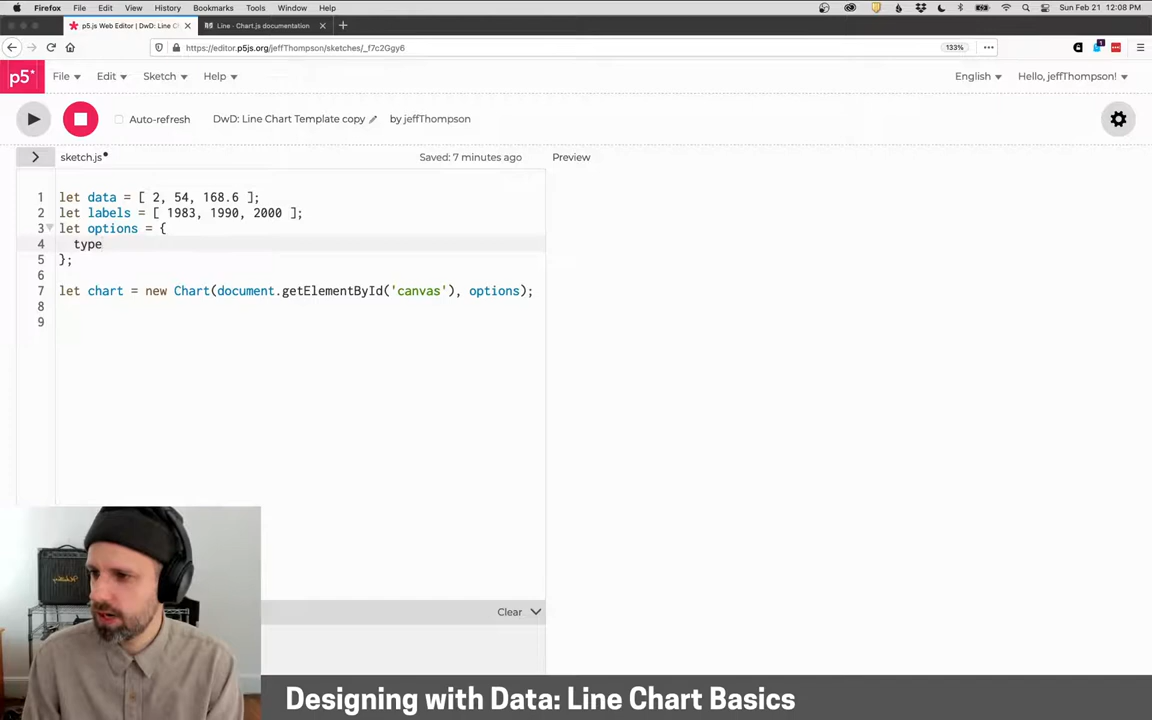 Firefox File Edit View History Bookmarks Tools Window Help Sun Feb 21 12:08 PM
p5.js Web Editor | DwD: Line C Line - Chart.js documentation
https://editor.p5js.org/jeffThompson/sketches/_f7c2Ggy6 133%
p5* File Edit Sketch Help English Hello, jeffThompson!
Auto-refresh DwD: Line Chart Template copy by jeffThompson
sketch.js Saved: 7 minutes ago Preview
1 let data = [ 2, 54, 168.6 ];
2 let labels = [ 1983, 1990, 2000 ];
3 let options = {
4 type
5 };
6
7 let chart = new Chart(document.getElementById('canvas'), options);
8
9
Clear
Designing with Data: Line Chart Basics